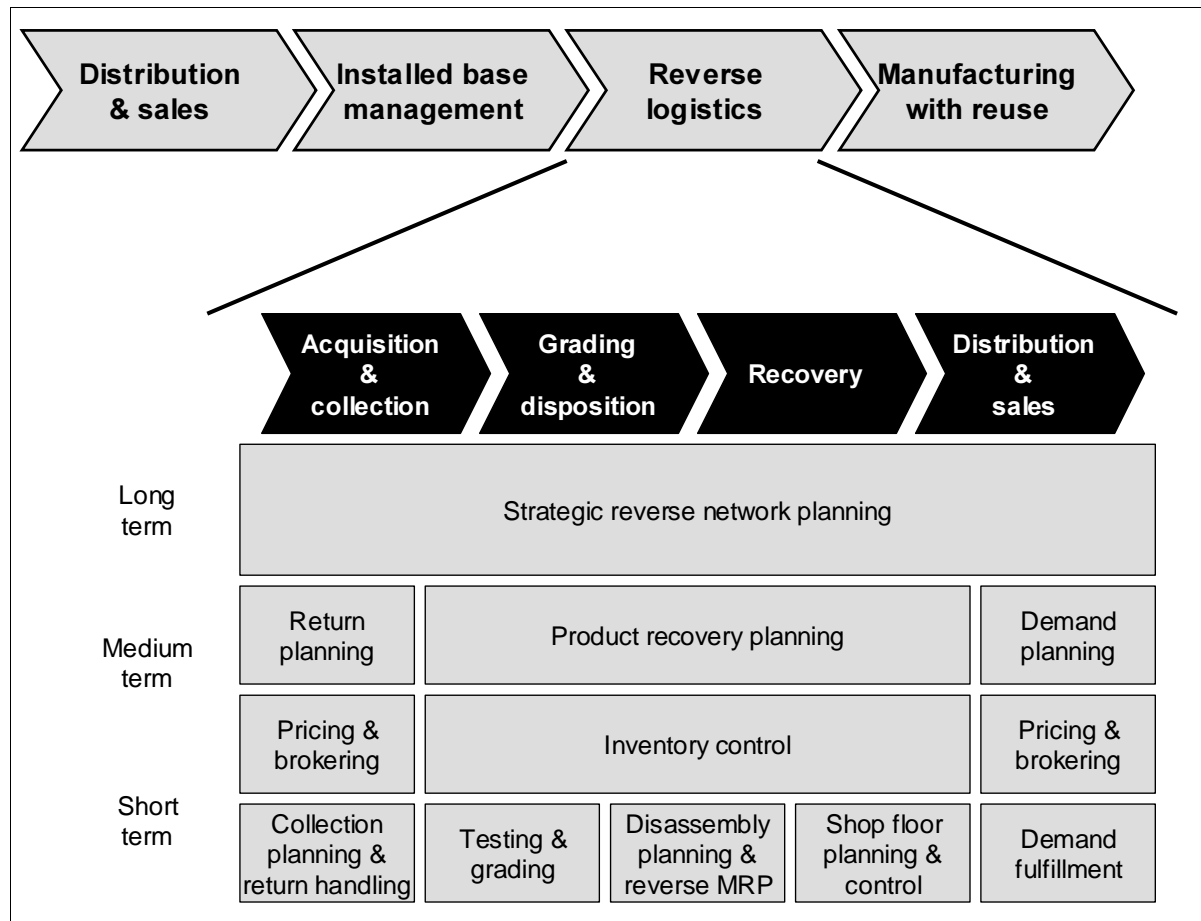 Distribution
& sales
Installed base
management
Reverse
logistics
Manufacturing
with reuse
Acquisition
&
collection
Grading
&
disposition
Recovery
Distribution
&
sales
Long
term
Strategic reverse network planning
Medium
term
Return
planning
Product recovery planning
Demand
planning
Pricing &
brokering
Inventory control
Pricing &
brokering
Short
term
Collection
planning &
return handling
Testing &
grading
Disassembly
planning &
reverse MRP
Shop floor
planning &
control
Demand
fulfillment